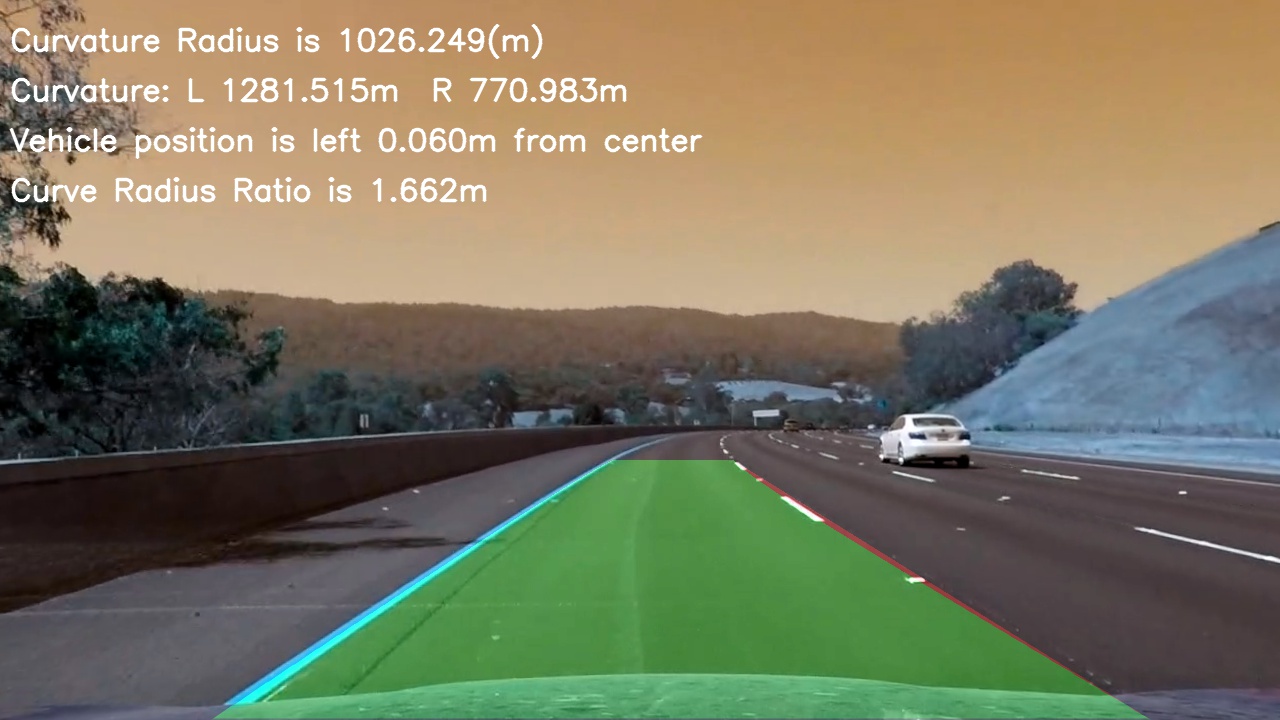 Curvature Radius is 1026.249(m)
Curvature: L 1281.515m R 770.983m
Vehicle position is left 0.060m from center
Curve Radius Ratio is 1.662m